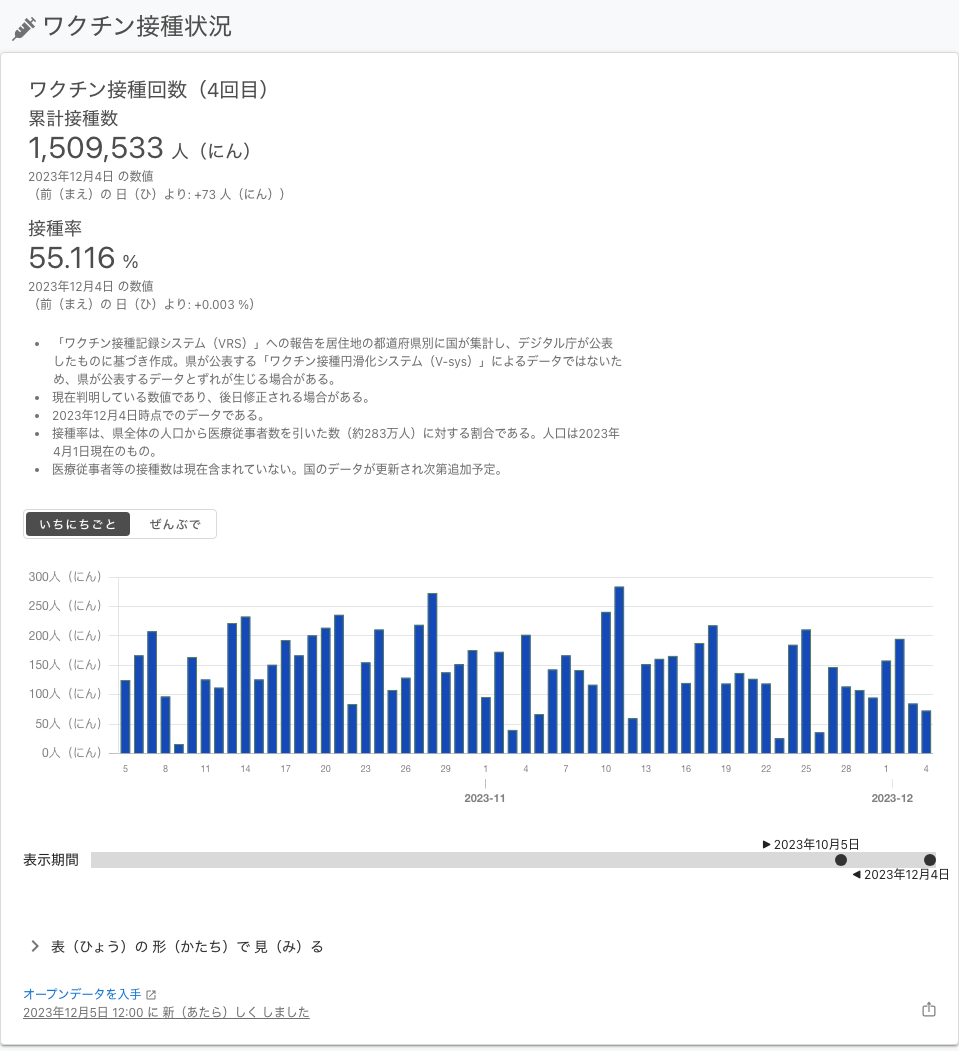 ワクチン接種状況
ワクチン接種回数（4回目）
累計接種数
1,509,533 人（にん）
2023年12月4日 の数値
（前（まえ）の 日（ひ）より: +73 人（にん））
接種率
55.116 %
2023年12月4日 の数値
（前（まえ）の 日（ひ）より: +0.003 %）
• 「ワクチン接種記録システム（VRS）」への報告を居住地の都道府県別に国が集計し、デジタル庁が公表
したものに基づき作成。県が公表する「ワクチン接種円滑化システム（V-sys）」によるデータではないた
め、県が公表するデータとずれが生じる場合がある。
• 現在判明している数値であり、後日修正される場合がある。
• 2023年12月4日時点でのデータである。
• 接種率は、県全体の人口から医療従事者数を引いた数（約283万人）に対する割合である。人口は2023年
4月1日現在のもの。
• 医療従事者等の接種数は現在含まれていない。国のデータが更新され次第追加予定。
いちにちごと ぜんぶで
300人（にん）
250人（にん）
200人（にん）
150人（にん）
100人（にん）
50人（にん）
0人（にん）
5 8 11 14 17 20 23 26 29 1 4 7 10 13 16 19 22 25 28 1 4
2023-11 2023-12
▶ 2023年10月5日
表示期間
◀ 2023年12月4日
表（ひょう）の 形（かたち）で 見（み）る
オープンデータを入手
2023年12月5日 12:00 に 新（あたら）しく しました